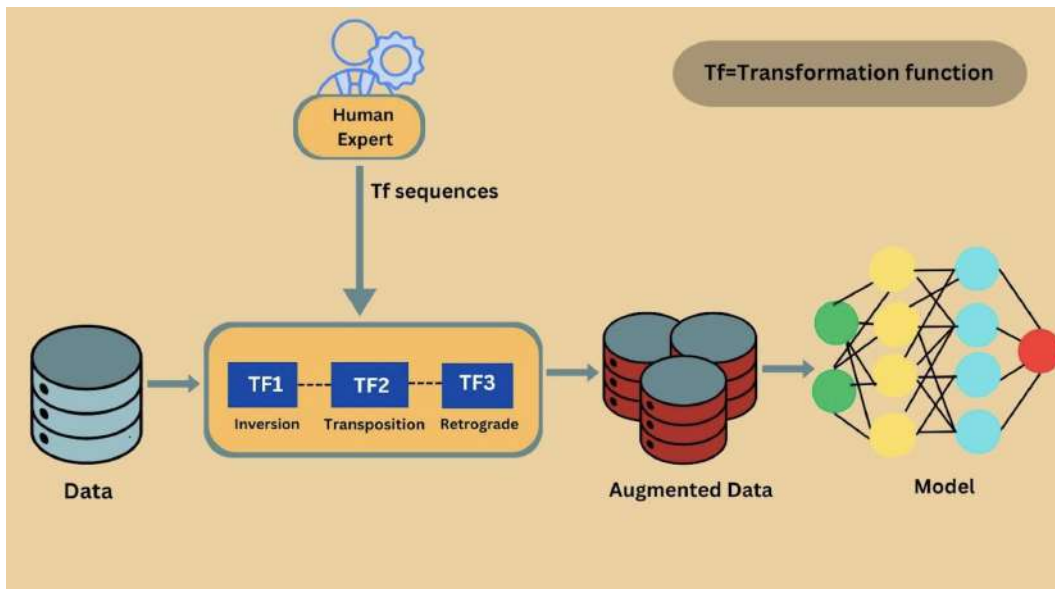 Human
Expert
Tf=Transformation function
Tf sequences
TF1
TF2
TF3
Inversion
Transposition
Retrograde
Data
Augmented Data
Model